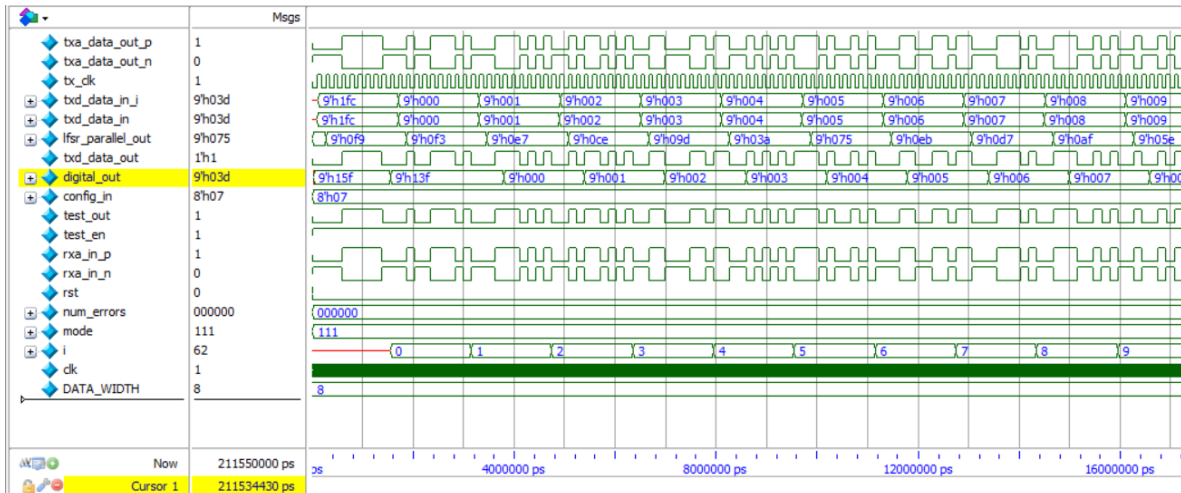 Msgs
txa_data_out_p 1
txa_data_out_n 0
tx_clk 1
txd_data_in_i 9'h03d 9'h1fc 9'h000 9'h001 9'h002 9'h003 9'h004 9'h005 9'h006 9'h007 9'h008 9'h009
txd_data_in 9'h03d 9'h1fc 9'h000 9'h001 9'h002 9'h003 9'h004 9'h005 9'h006 9'h007 9'h008 9'h009
lfsr_parallel_out 9'h075 9'h0f9 9'h0f3 9'h0e7 9'h0ce 9'h09d 9'h03a 9'h075 9'h0eb 9'h0d7 9'h0af 9'h05e
txd_data_out 1'h1
digital_out 9'h03d 9'h15f 9'h13f 9'h000 9'h001 9'h002 9'h003 9'h004 9'h005 9'h006 9'h007 9'h00
config_in 8'h07 8'h07
test_out 1
test_en 1
rxa_in_p 1
rxa_in_n 0
rst 0
num_errors 000000 000000
mode 111 111
i 62 0 1 2 3 4 5 6 7 8 9
clk 1
DATA_WIDTH 8 8
Now 211550000 ps ps 4000000 ps 8000000 ps 12000000 ps 16000000 ps
Cursor 1 211534430 ps